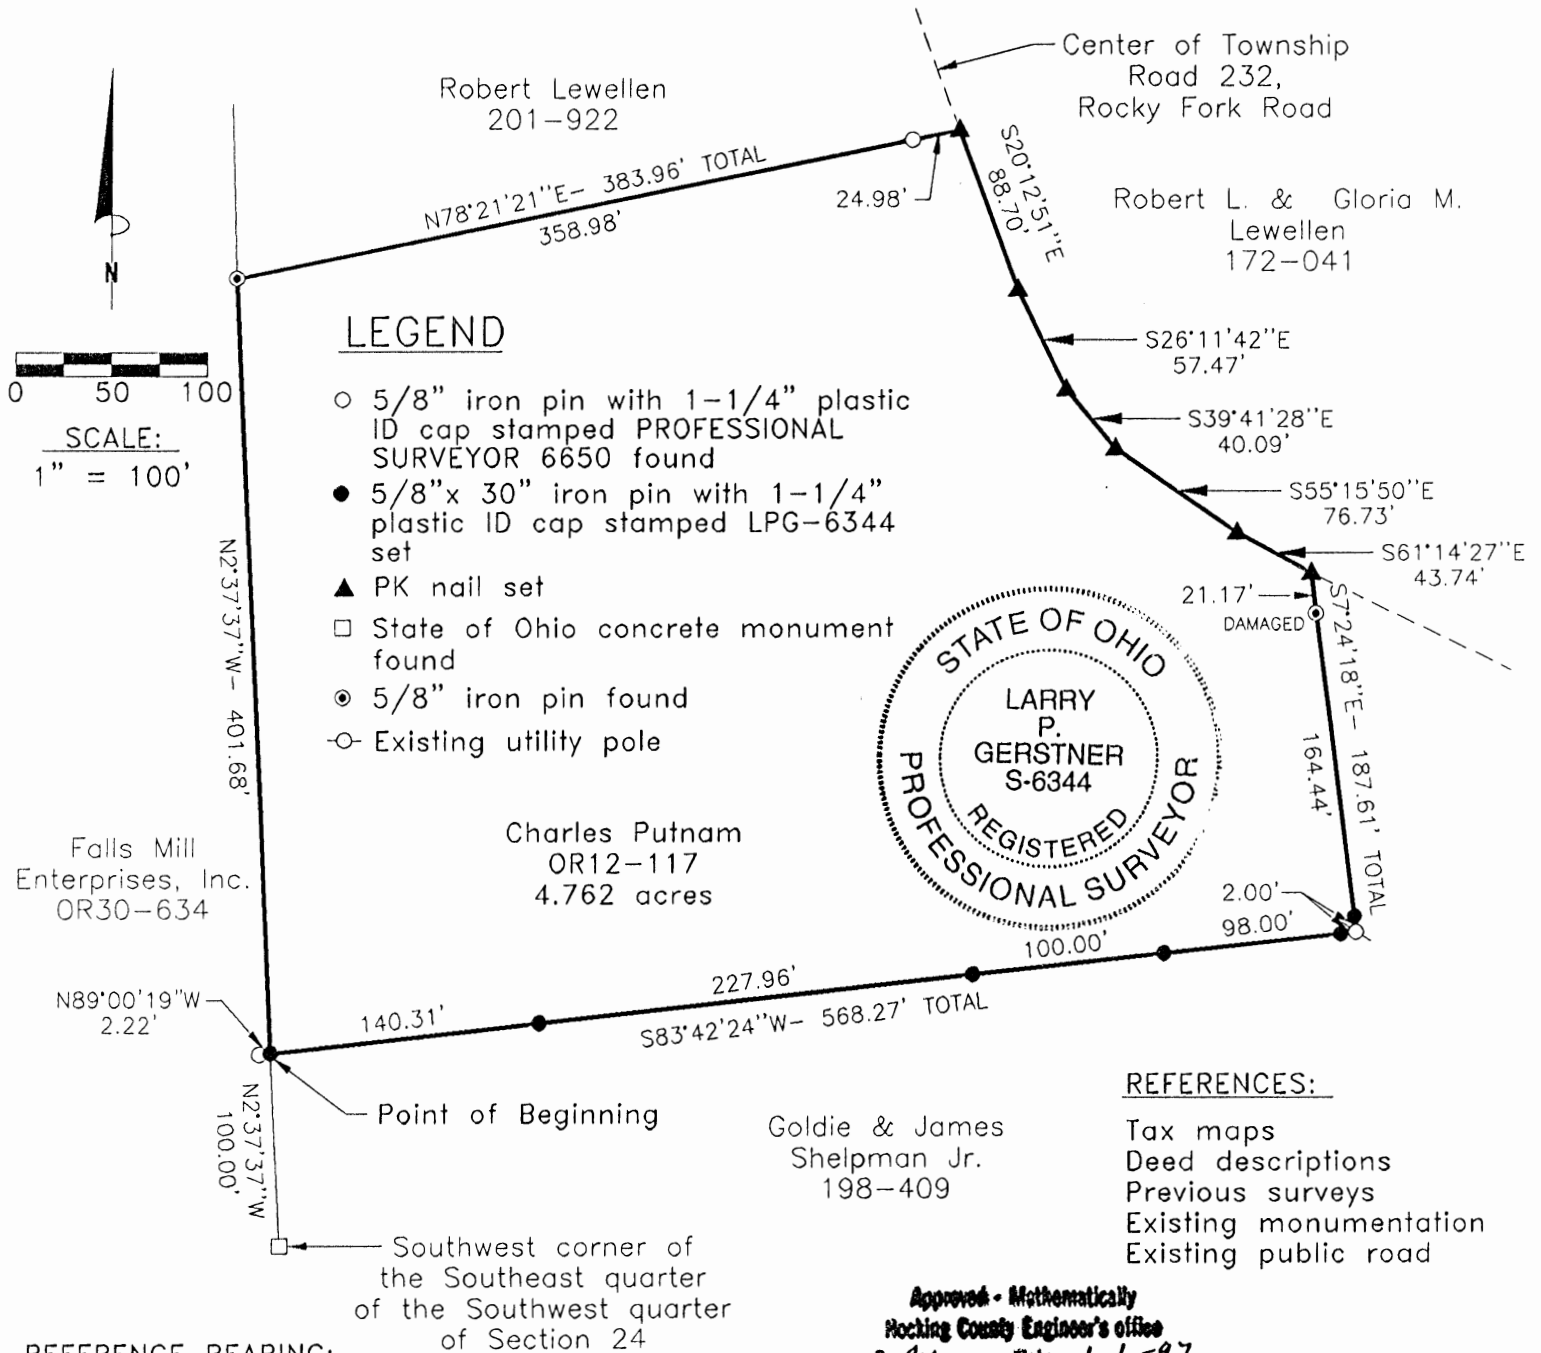 Center of Township
Road 232,
Rocky Fork Road
Robert Lewellen
201-922
N78°21'21"E- 383.96' TOTAL
358.98'
24.98'
S20°12'51"E
88.70'
Robert L. & Gloria M.
Lewellen
172-041
N
0 50 100
SCALE:
1" = 100'
LEGEND
5/8" iron pin with 1-1/4" plastic
ID cap stamped PROFESSIONAL
SURVEYOR 6650 found
5/8"x 30" iron pin with 1-1/4"
plastic ID cap stamped LPG-6344
set
PK nail set
State of Ohio concrete monument
found
5/8" iron pin found
Existing utility pole
S26°11'42"E
57.47'
S39°41'28"E
40.09'
S55°15'50"E
76.73'
S61°14'27"E
43.74'
21.17'
DAMAGED
S7°24'18"E- 187.61' TOTAL
164.44'
N2°37'37"W- 401.68'
STATE OF OHIO
LARRY
P.
GERSTNER
S-6344
REGISTERED
PROFESSIONAL SURVEYOR
Falls Mill
Enterprises, Inc.
OR30-634
Charles Putnam
OR12-117
4.762 acres
2.00'
98.00'
100.00'
227.96'
140.31'
S83°42'24"W- 568.27' TOTAL
N89°00'19"W
2.22'
Point of Beginning
N2°37'37"W
100.00'
Goldie & James
Shelpman Jr.
198-409
REFERENCES:
Tax maps
Deed descriptions
Previous surveys
Existing monumentation
Existing public road
Southwest corner of
the Southeast quarter
of the Southwest quarter
of Section 24
Approved - Mathematically
Hocking County Engineer's office
REFERENCE BEARING: